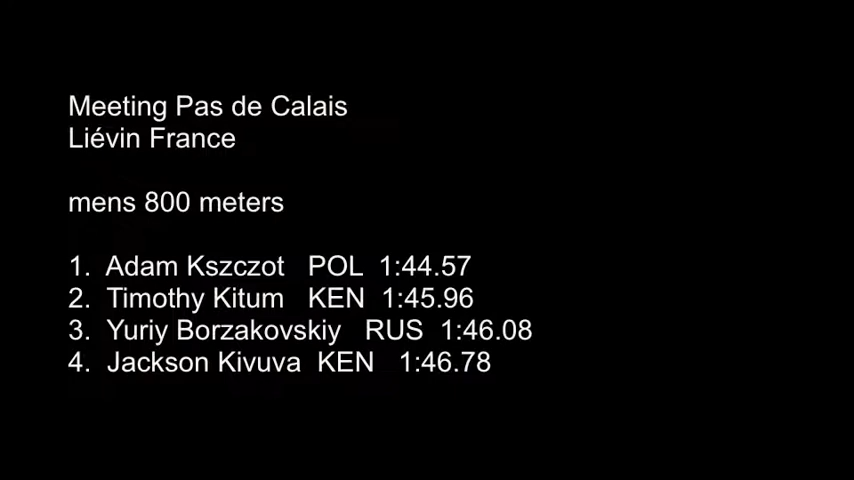 Meeting Pas de Calais
Liévin France
mens 800 meters
1. Adam Kszczot POL 1:44.57
2. Timothy Kitum KEN 1:45.96
3. Yuriy Borzakovskiy RUS 1:46.08
4. Jackson Kivuva KEN 1:46.78